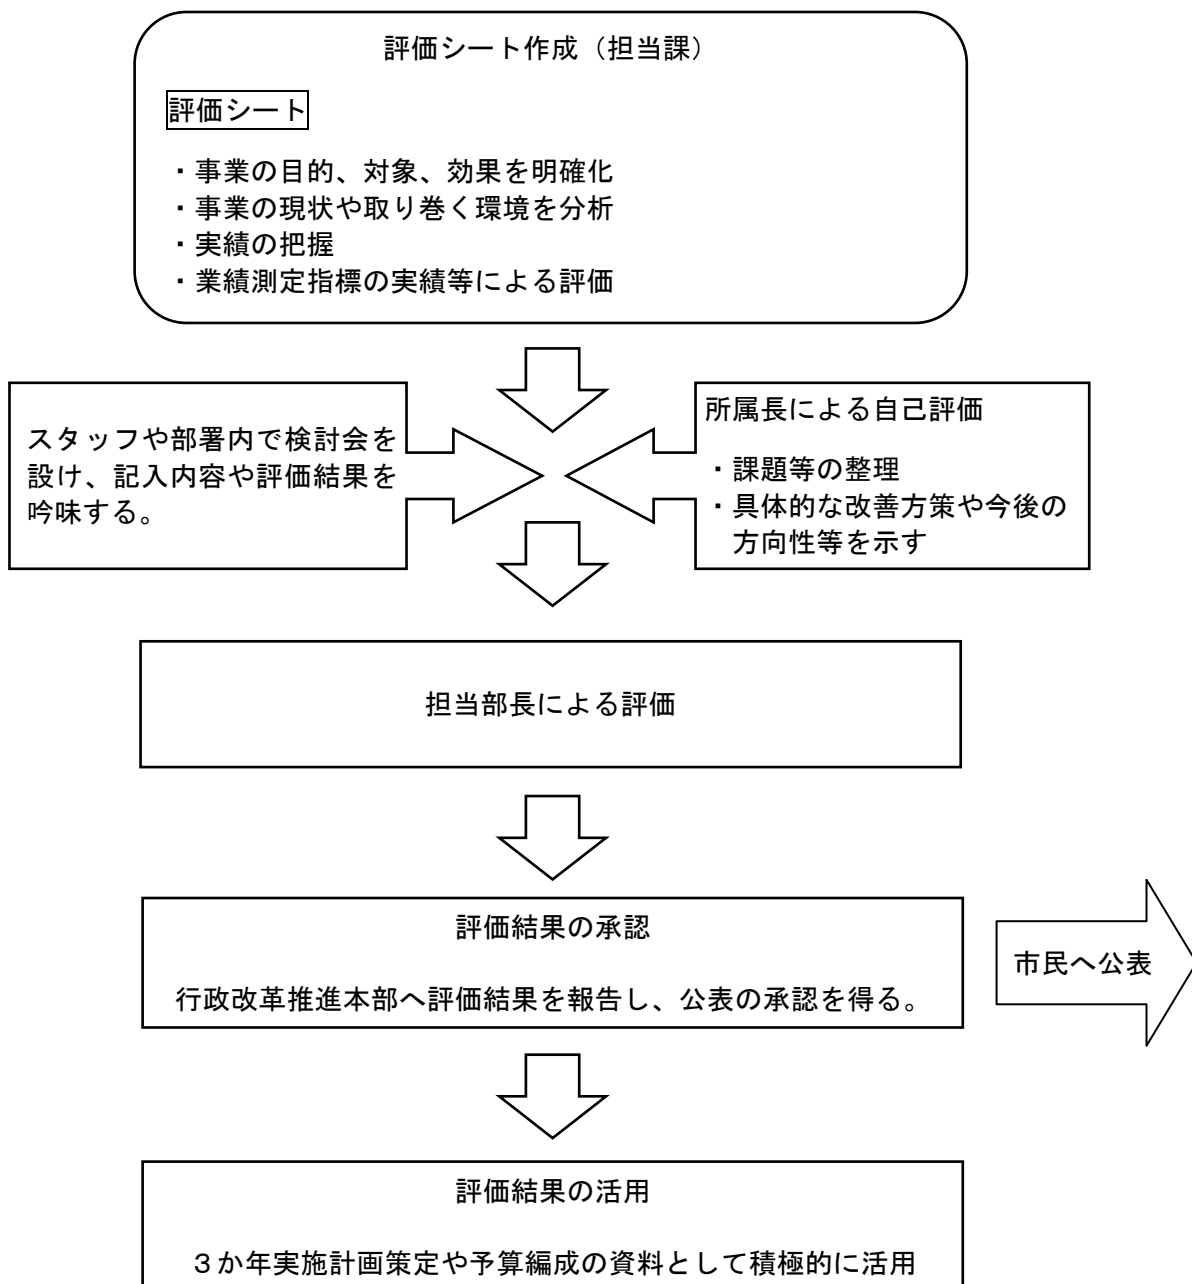 評価シート作成（担当課）
評価シート
・事業の目的、対象、効果を明確化
・事業の現状や取り巻く環境を分析
・実績の把握
・業績測定指標の実績等による評価
スタッフや部署内で検討会を
設け、記入内容や評価結果を
吟味する。
所属長による自己評価
・課題等の整理
・具体的な改善方策や今後の
方向性等を示す
担当部長による評価
評価結果の承認
行政改革推進本部へ評価結果を報告し、公表の承認を得る。
市民へ公表
評価結果の活用
３か年実施計画策定や予算編成の資料として積極的に活用